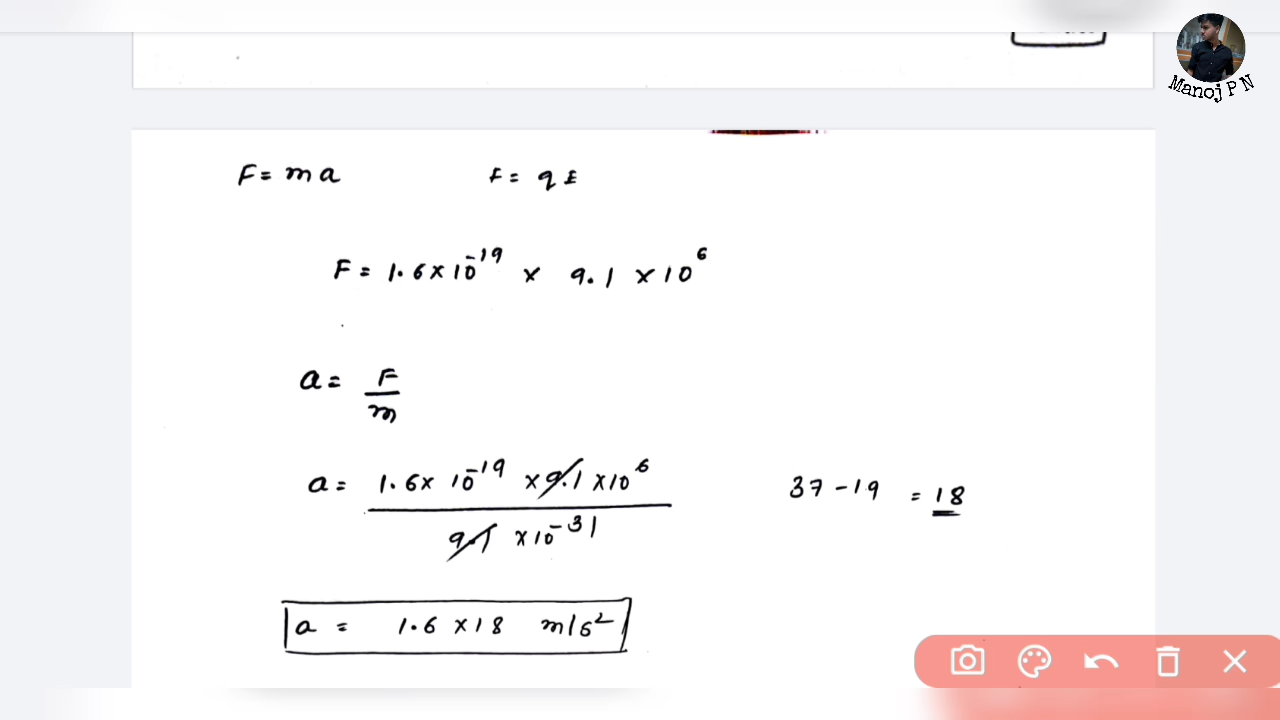 Manoj P N
F = ma F = qE
F = 1.6 × 10⁻¹⁹ × 9.1 × 10⁶
a = F/m
a = 1.6 × 10⁻¹⁹ × 9.1 × 10⁶ / 9.1 × 10⁻³¹ 37 - 19 = 18
a = 1.6 × 18 m/s²